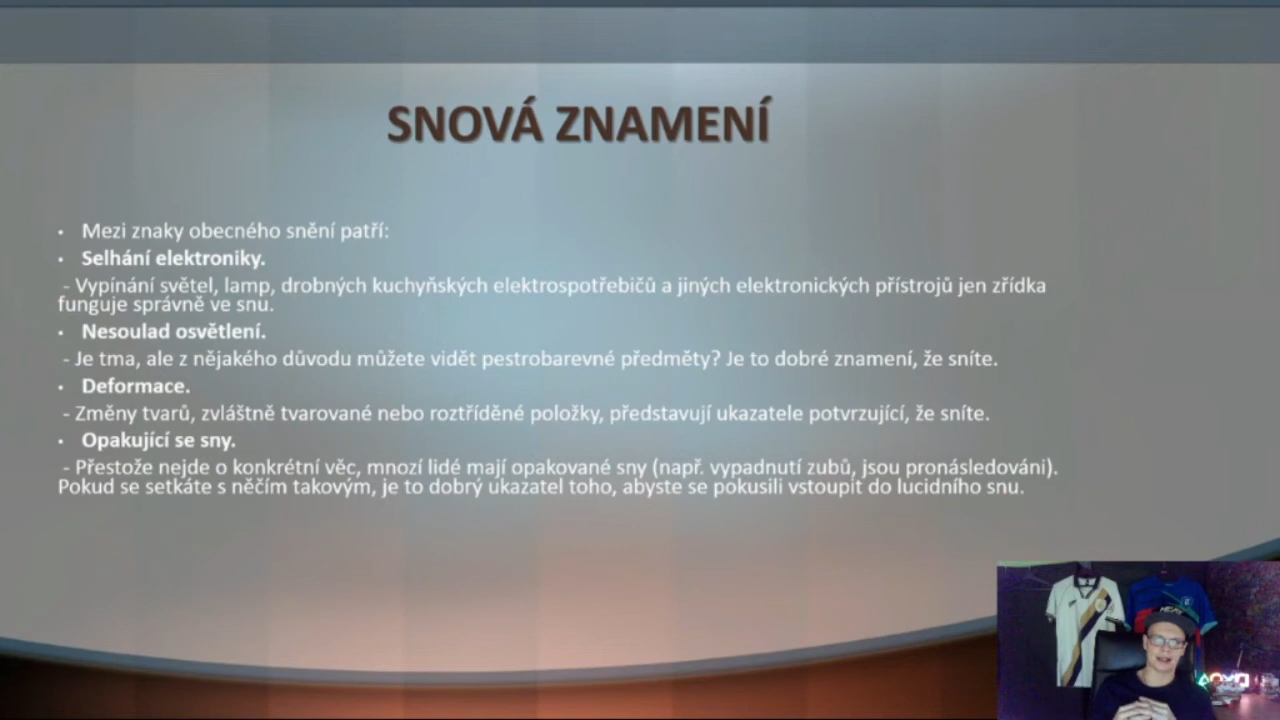 SNOVÁ ZNAMENÍ
• Mezi znaky obecného snění patří:
• Selhání elektroniky.
- Vypínání světel, lamp, drobných kuchyňských elektrospotřebičů a jiných elektronických přístrojů jen zřídka
funguje správně ve snu.
• Nesoulad osvětlení.
- Je tma, ale z nějakého důvodu můžete vidět pestrobarevné předměty? Je to dobré znamení, že sníte.
• Deformace.
- Změny tvarů, zvláštně tvarované nebo roztříděné položky, představují ukazatele potvrzující, že sníte.
• Opakující se sny.
- Přestože nejde o konkrétní věc, mnozí lidé mají opakované sny (např. vypadnutí zubů, jsou pronásledováni).
Pokud se setkáte s něčím takovým, je to dobrý ukazatel toho, abyste se pokusili vstoupit do lucidního snu.